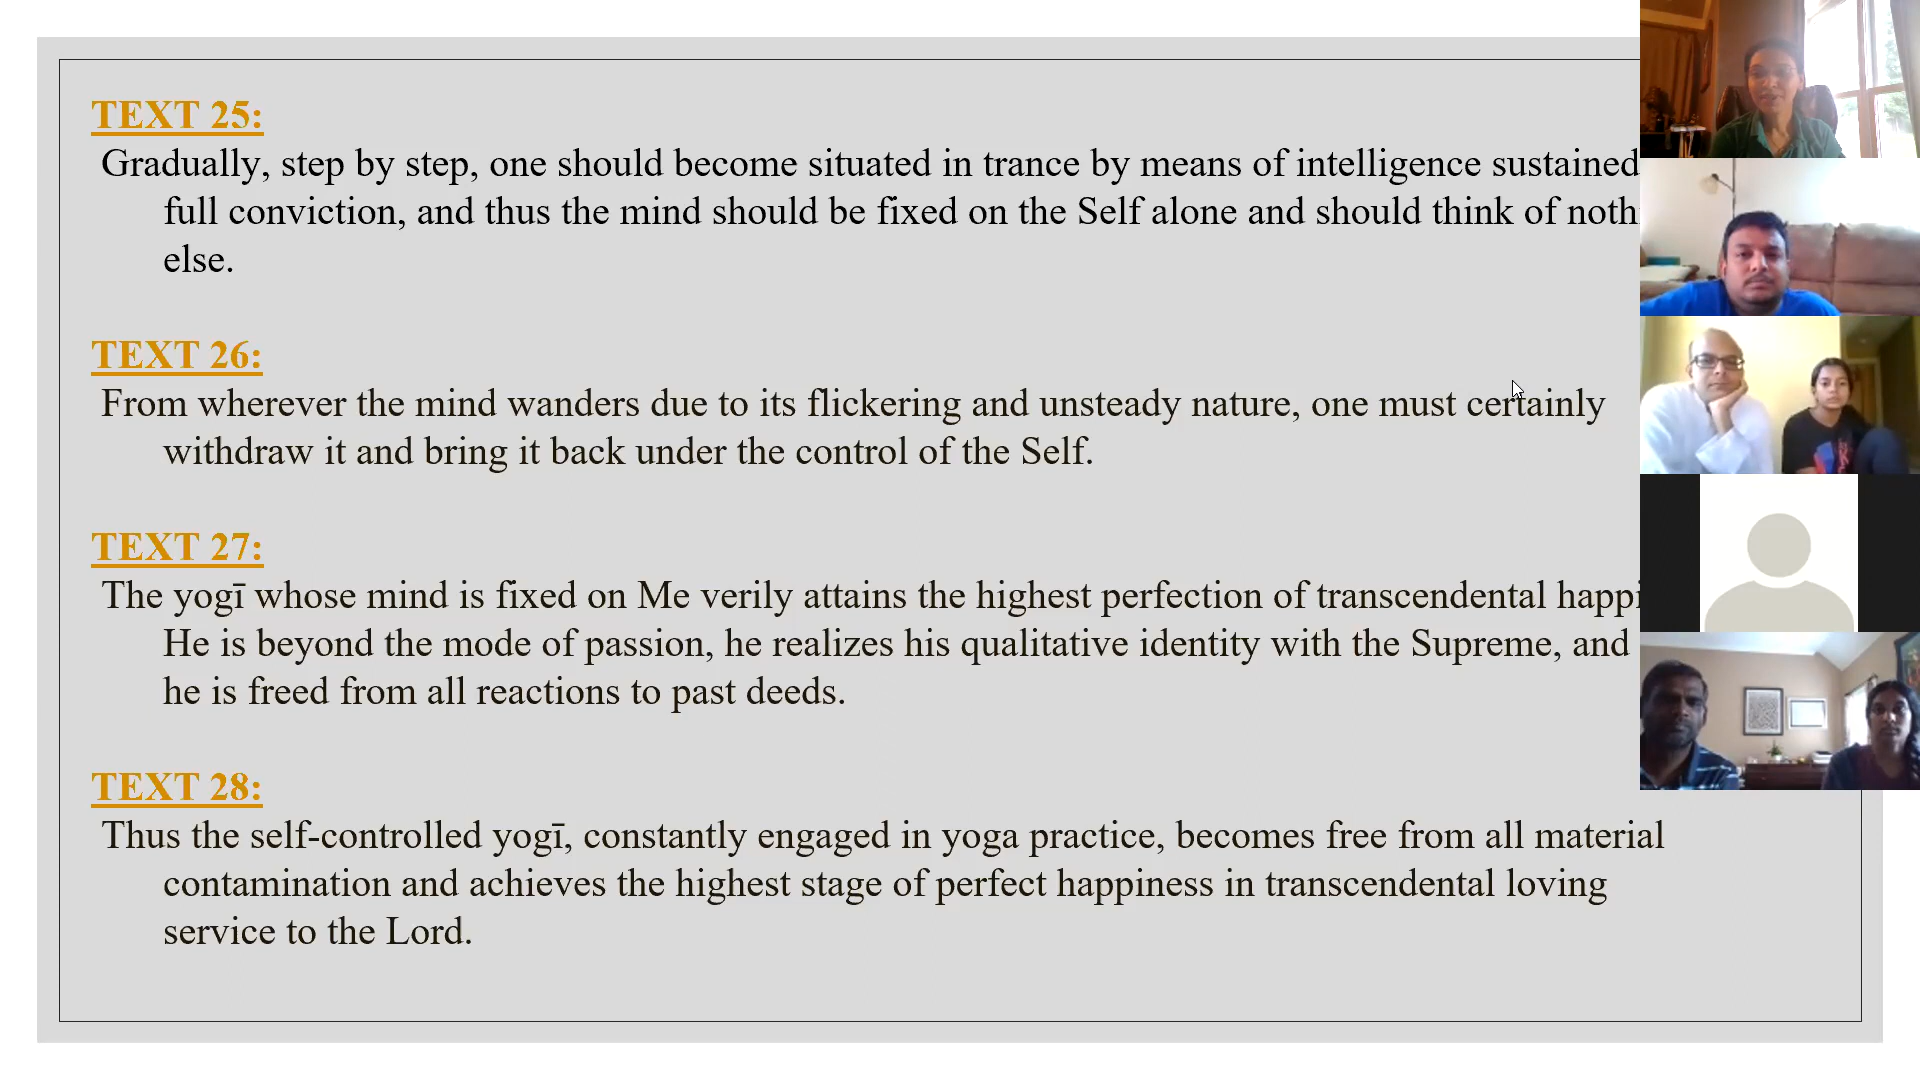 TEXT 25:
Gradually, step by step, one should become situated in trance by means of intelligence sustained
full conviction, and thus the mind should be fixed on the Self alone and should think of
else.
TEXT 26:
From wherever the mind wanders due to its flickering and unsteady nature, one must certainly
withdraw it and bring it back under the control of the Self.
TEXT 27:
The yogī whose mind is fixed on Me verily attains the highest perfection of transcendental
He is beyond the mode of passion, he realizes his qualitative identity with the Supreme, and
he is freed from all reactions to past deeds.
TEXT 28:
Thus the self-controlled yogī, constantly engaged in yoga practice, becomes free from all material
contamination and achieves the highest stage of perfect happiness in transcendental loving
service to the Lord.